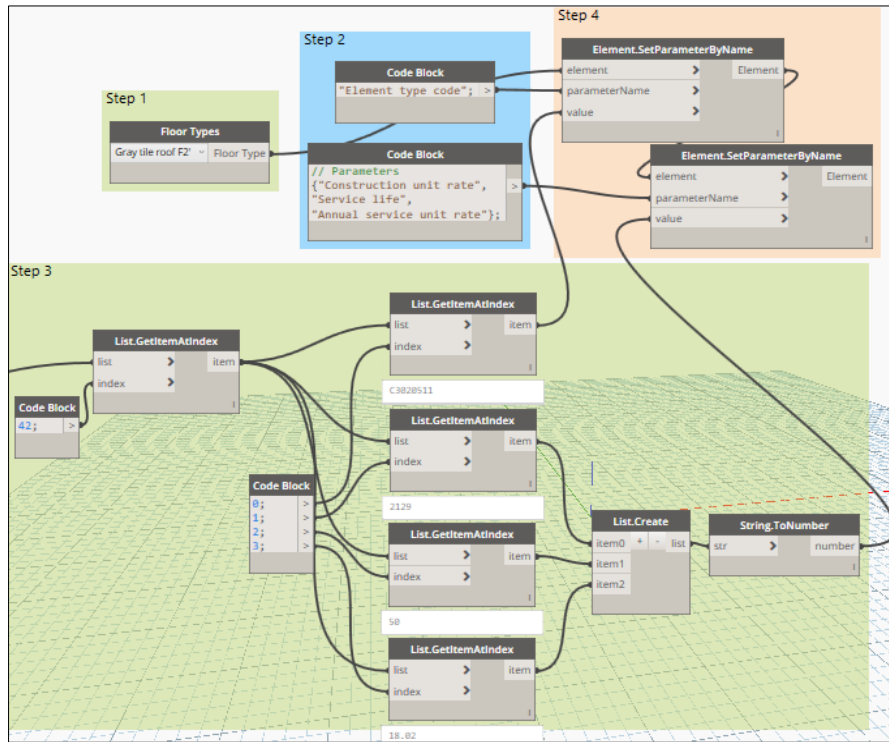 Step 1
Floor Types
Gray tile roof F2' Floor Type
Step 2
Code Block
"Element type code"; >
Code Block
// Parameters
{"Construction unit rate",
"Service life",
"Annual service unit rate"};
>
Step 4
Element.SetParameterByName
element > Element
parameterName >
value >
Element.SetParameterByName
element > Element
parameterName >
value >
Step 3
List.GetItemAtIndex
list > item
index >
Code Block
42; >
Code Block
0; >
1; >
2; >
3; >
List.GetItemAtIndex
list > item
index >
C3020511
List.GetItemAtIndex
list > item
index >
2129
List.GetItemAtIndex
list > item
index >
50
List.GetItemAtIndex
list > item
index >
18.02
List.Create
item0 + - list
item1
item2
String.ToNumber
str > number